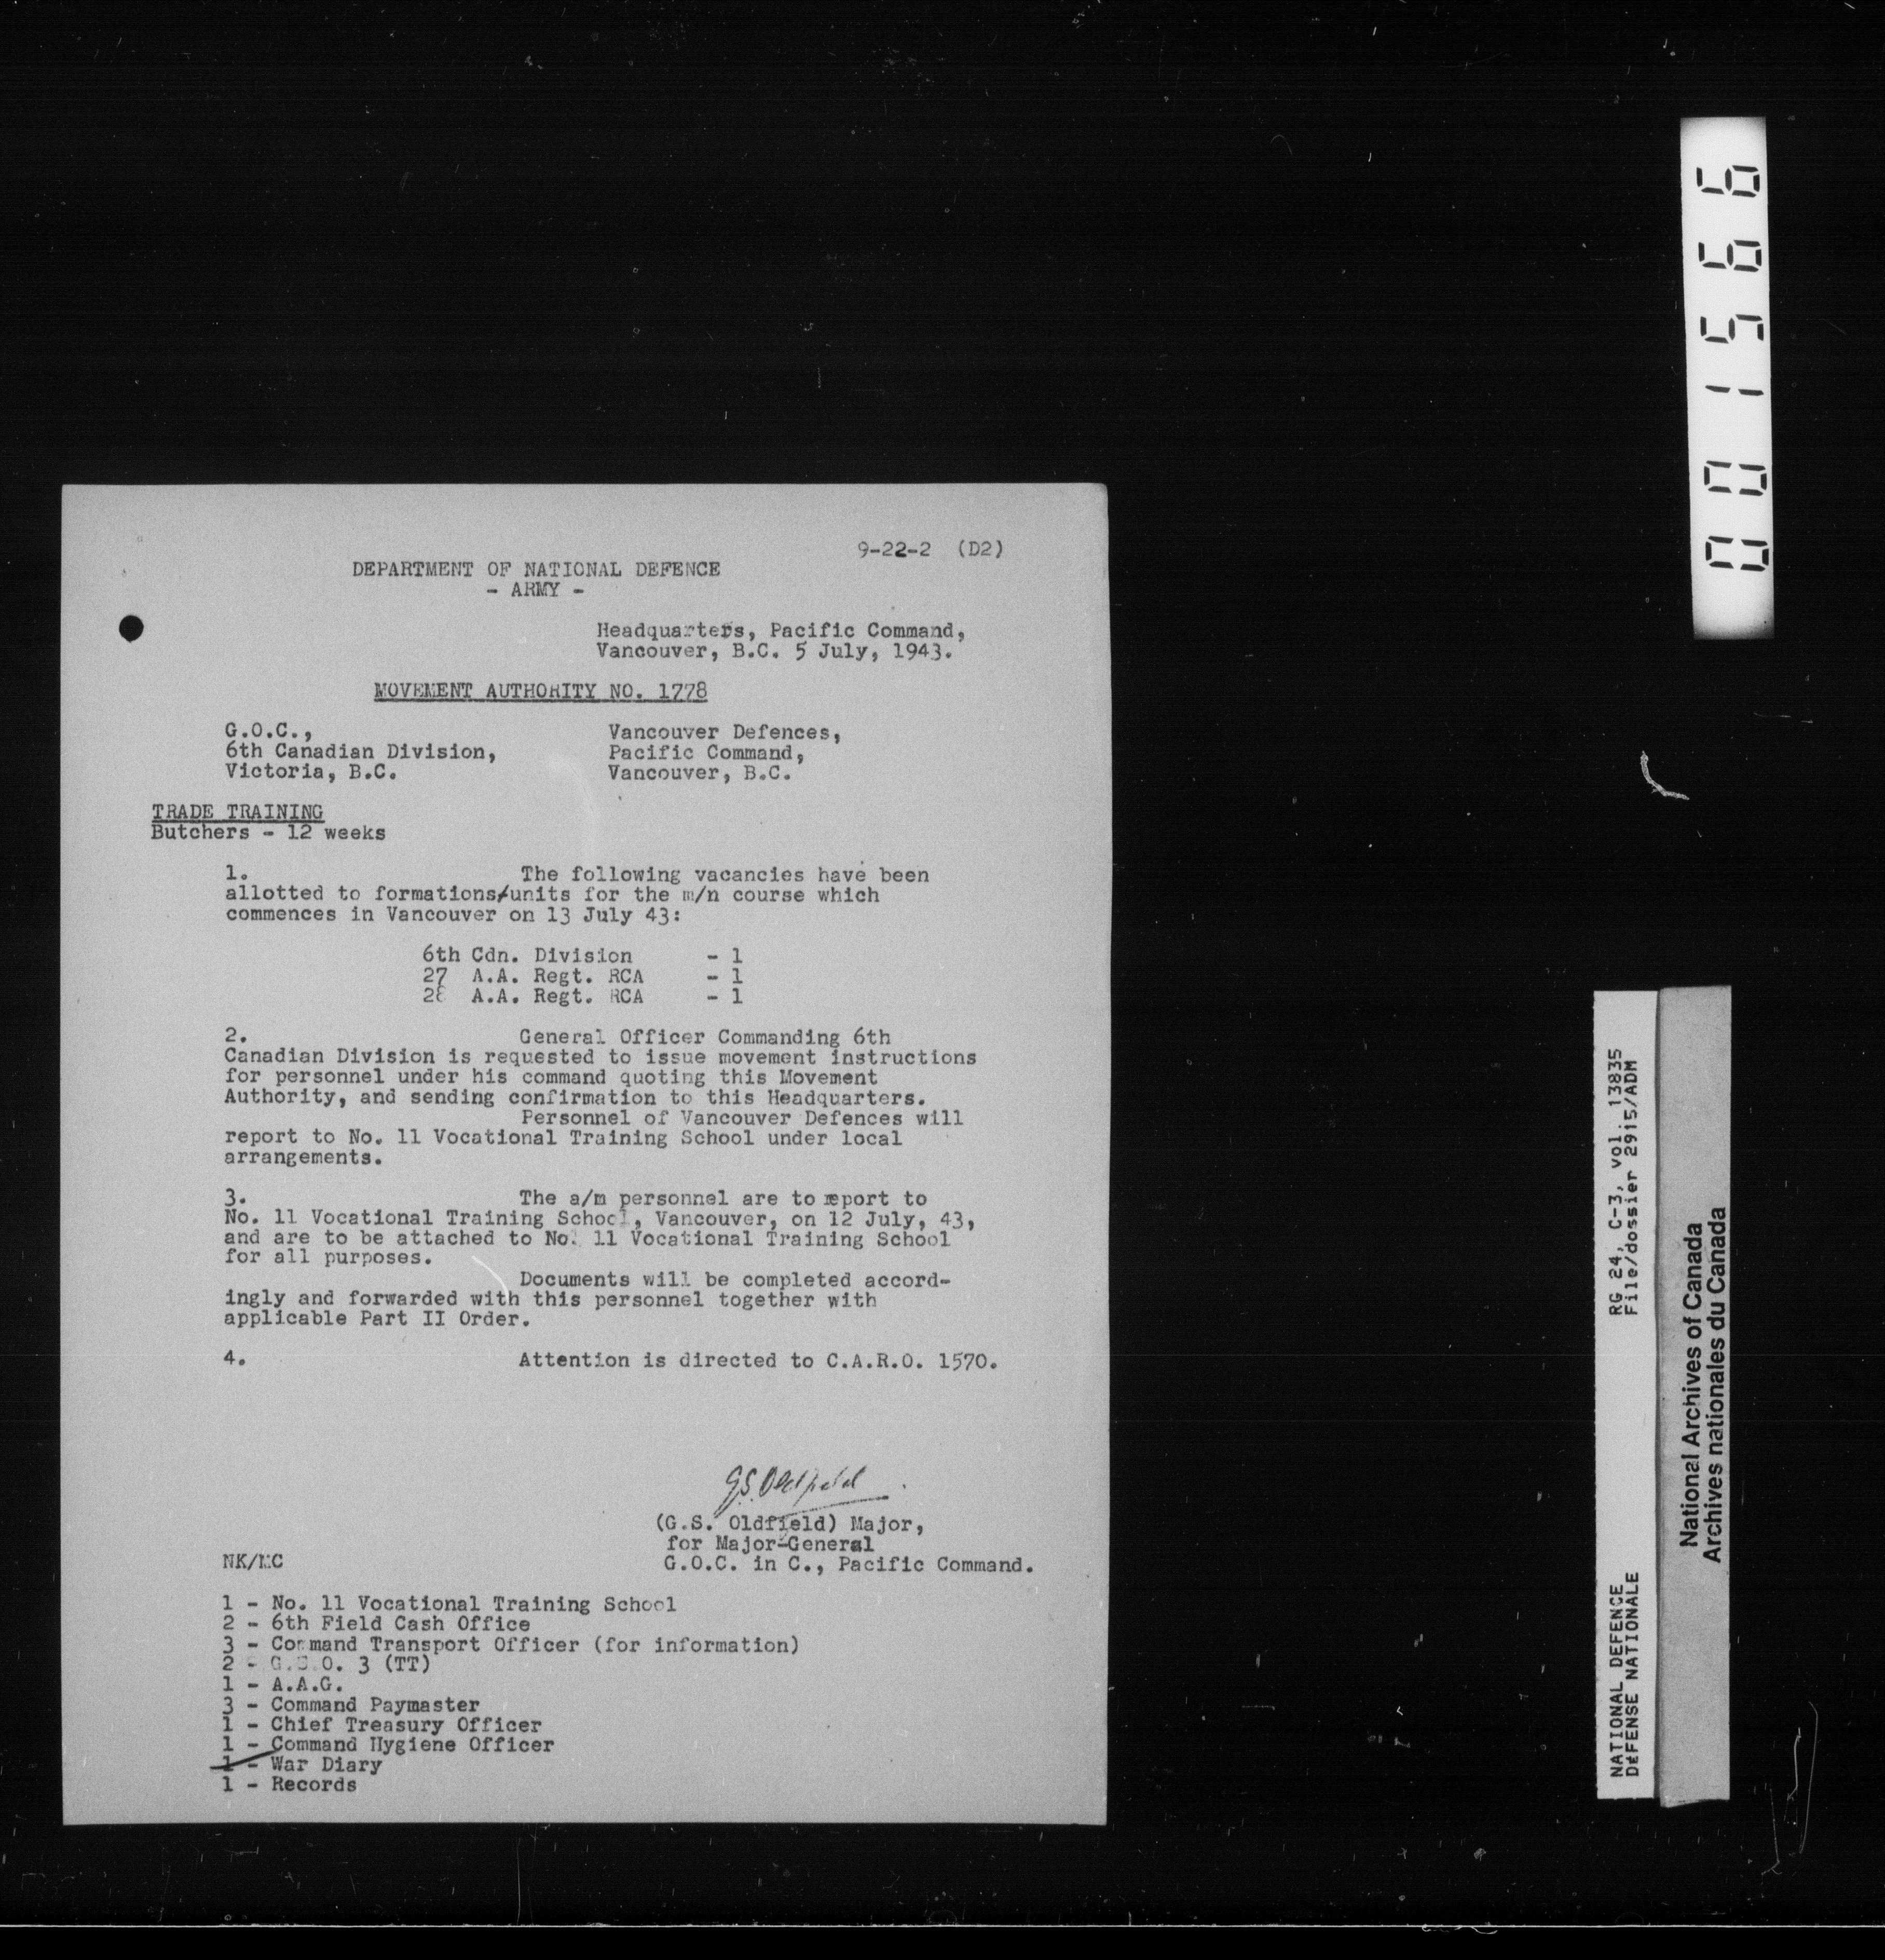 9-22-2 (D2)
DEPARTMENT OF NATIONAL DEFENCE
- ARMY -
Headquarters, Pacific Command,
Vancouver, B.C. 5 July, 1943.
MOVEMENT AUTHORITY NO. 1778
G.O.C.,
6th Canadian Division,
Victoria, B.C.
Vancouver Defences,
Pacific Command,
Vancouver, B.C.
TRADE TRAINING
Butchers - 12 weeks
1. The following vacancies have been
allotted to formations/units for the m/n course which
commences in Vancouver on 13 July 43:
6th Cdn. Division - 1
27 A.A. Regt. RCA - 1
28 A.A. Regt. RCA - 1
2. General Officer Commanding 6th
Canadian Division is requested to issue movement instructions
for personnel under his command quoting this Movement
Authority, and sending confirmation to this Headquarters.
Personnel of Vancouver Defences will
report to No. 11 Vocational Training School under local
arrangements.
3. The a/m personnel are to report to
No. 11 Vocational Training School, Vancouver, on 12 July, 43,
and are to be attached to No. 11 Vocational Training School
for all purposes.
Documents will be completed accord-
ingly and forwarded with this personnel together with
applicable Part II Order.
4. Attention is directed to C.A.R.O. 1570.
G.S. Oldfield
(G.S. Oldfield) Major,
for Major-General
G.O.C. in C., Pacific Command.
NK/MC
1 - No. 11 Vocational Training School
2 - 6th Field Cash Office
3 - Command Transport Officer (for information)
2 - G.S.O. 3 (TT)
1 - A.A.G.
3 - Command Paymaster
1 - Chief Treasury Officer
1 - Command Hygiene Officer
1 - War Diary
1 - Records
001566
NATIONAL DEFENCE RG 24, C-3, vol. 13835
DÉFENSE NATIONALE File/dossier 2915/ADM
National Archives of Canada
Archives nationales du Canada